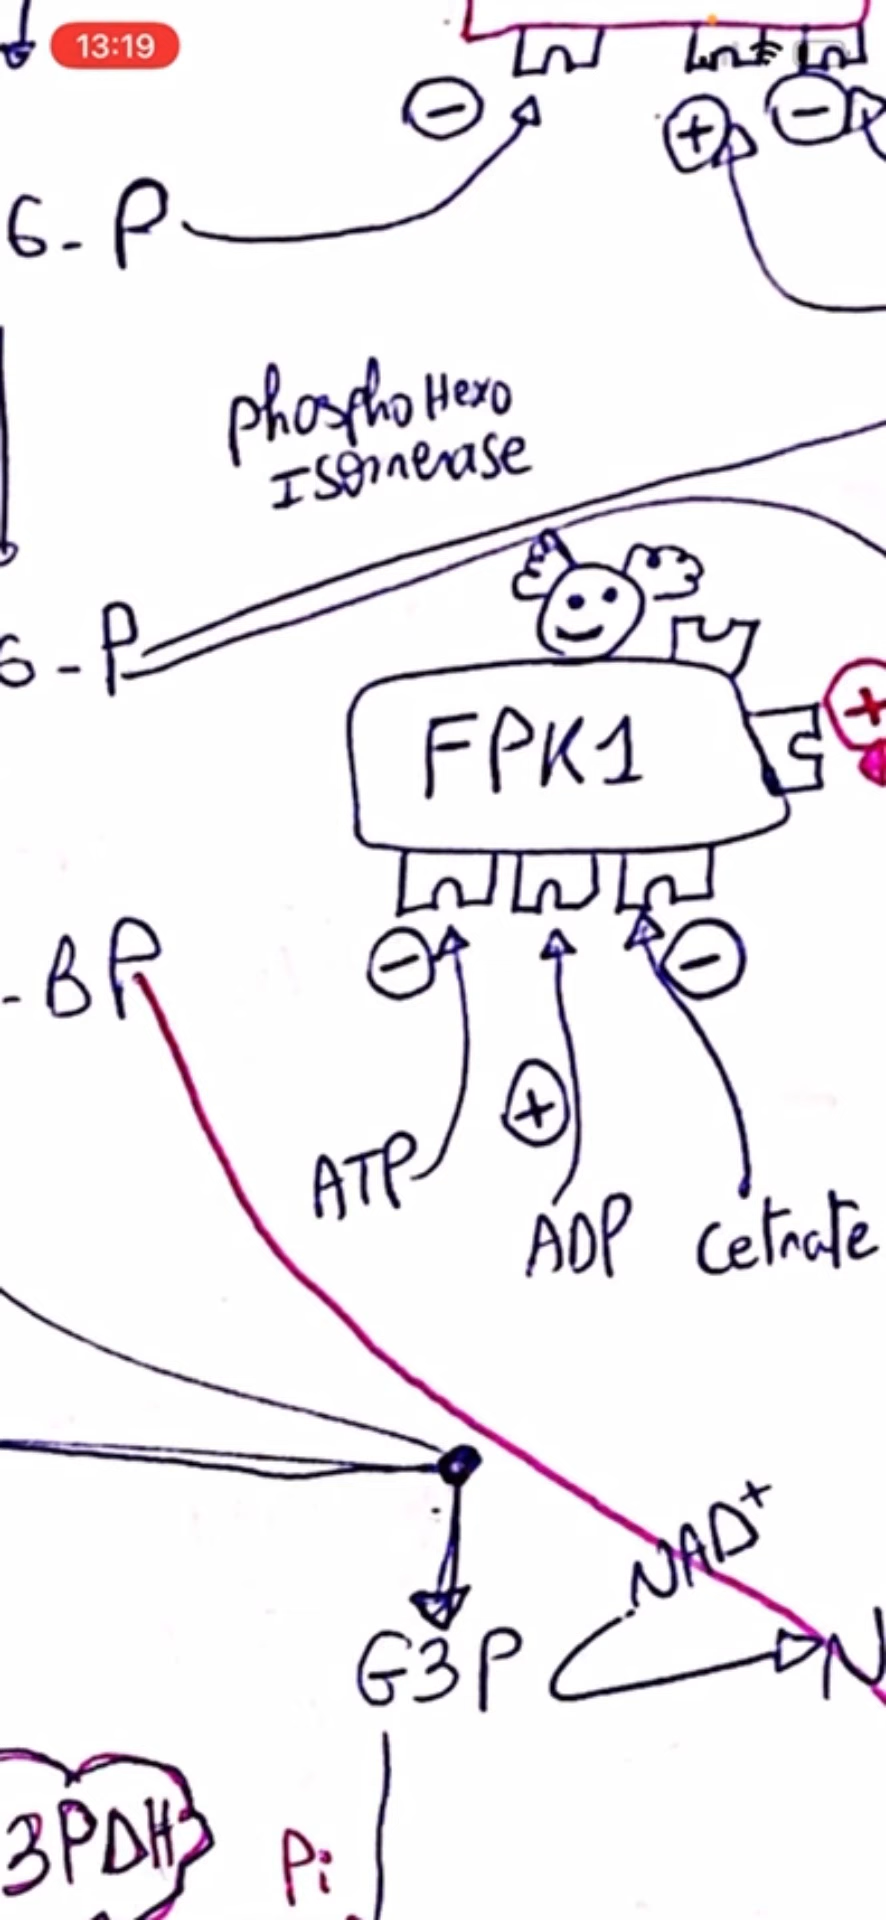 13:19
6-P
phospho Hexo
Isomerase
6-P
FPK1
-BP
ATP
ADP
Cetrate
NAD+
N
G3P
3PDH
Pi